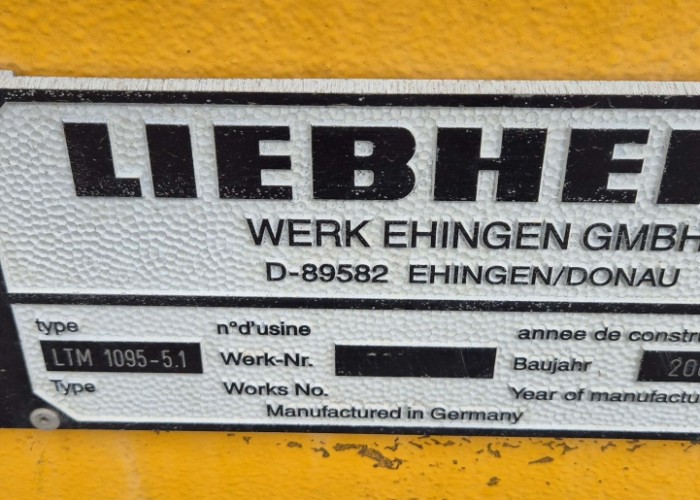 LIEBHE
WERK EHINGEN GMBH
D-89582 EHINGEN/DONAU
type n°d'usine annee de constr
LTM 1095-5.1 Werk-Nr. Baujahr 20
Type Works No. Year of manufactu
Manufactured in Germany